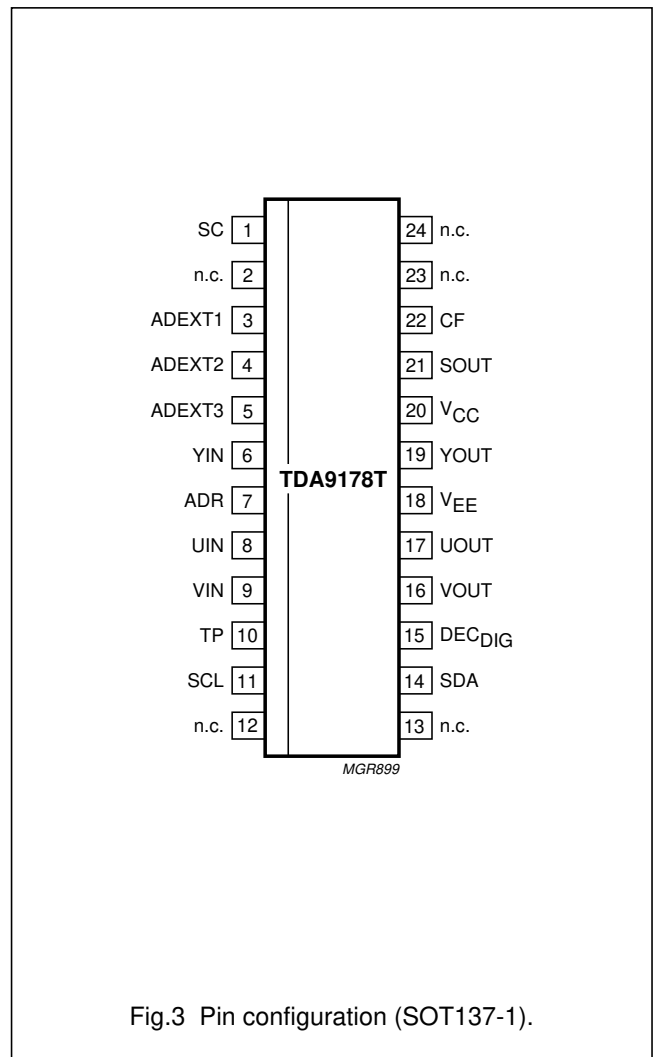 SC 1 24 n.c.
n.c. 2 23 n.c.
ADEXT1 3 22 CF
ADEXT2 4 21 SOUT
ADEXT3 5 20 VCC
YIN 6 19 YOUT
TDA9178T
ADR 7 18 VEE
UIN 8 17 UOUT
VIN 9 16 VOUT
TP 10 15 DECDIG
SCL 11 14 SDA
n.c. 12 13 n.c.
MGR899
Fig.3 Pin configuration (SOT137-1).